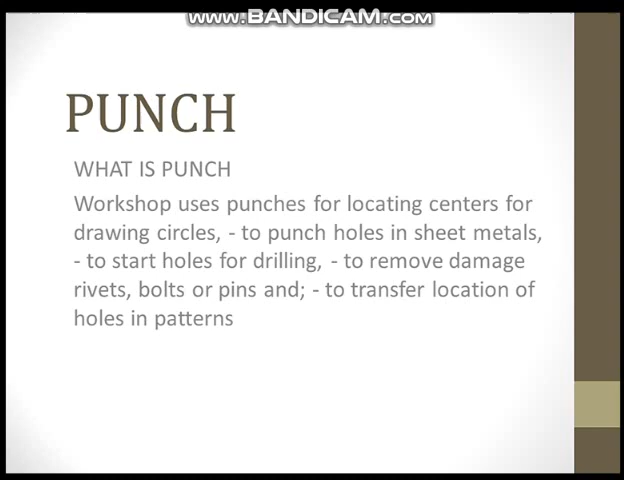 www.BANDICAM.com
PUNCH
WHAT IS PUNCH
Workshop uses punches for locating centers for
drawing circles, - to punch holes in sheet metals,
- to start holes for drilling, - to remove damage
rivets, bolts or pins and; - to transfer location of
holes in patterns